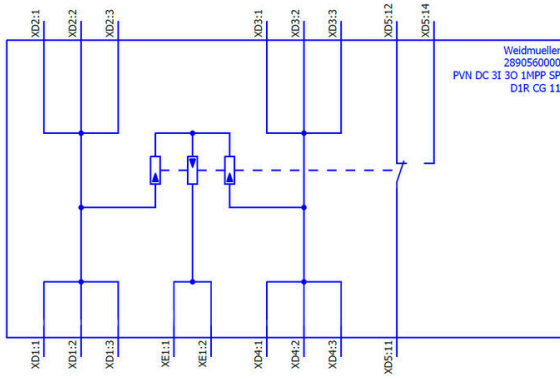 XD2:1
XD2:2
XD2:3
XD3:1
XD3:2
XD3:3
XD5:12
XD5:14
Weidmueller
2890560000
PVN DC 3I 3O 1MPP SP
D1R CG 11
XD1:1
XD1:2
XD1:3
XE1:1
XE1:2
XD4:1
XD4:2
XD4:3
XD5:11